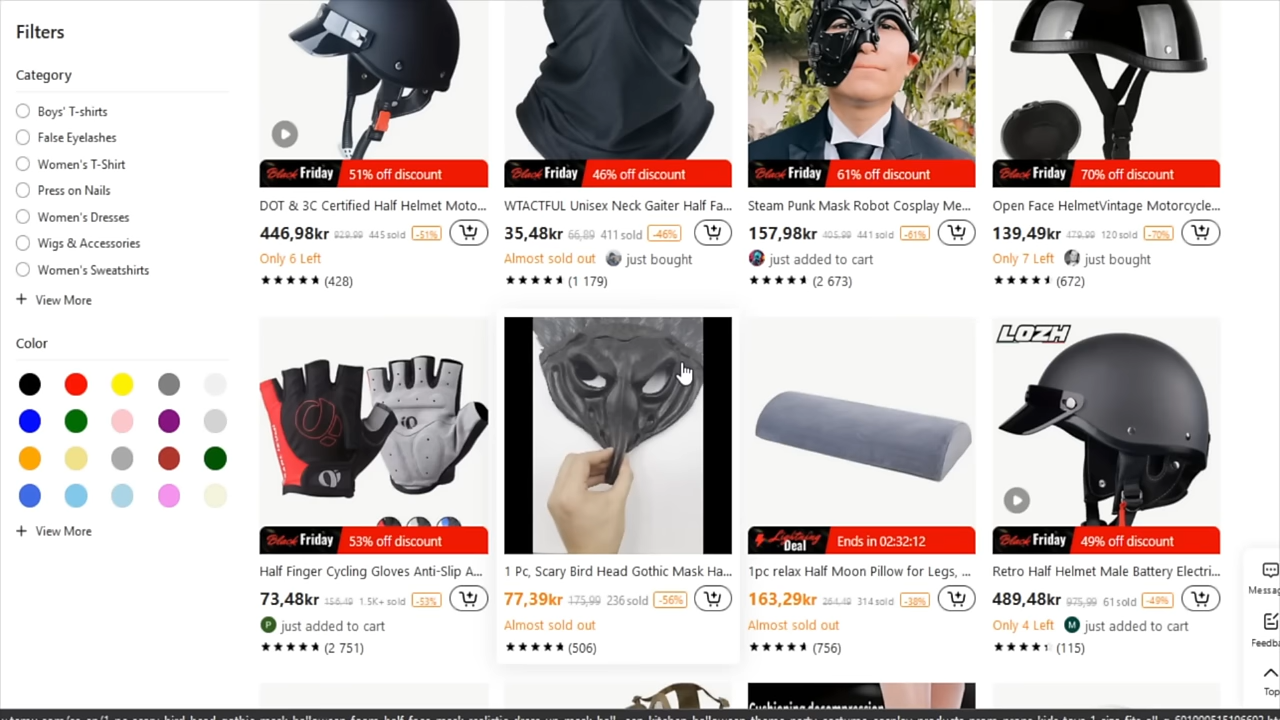 Filters
Category
Boys' T-shirts
False Eyelashes
Women's T-Shirt
Press on Nails
Women's Dresses
Wigs & Accessories
Women's Sweatshirts
+ View More
Color
+ View More
Black Friday 51% off discount
DOT & 3C Certified Half Helmet Moto...
446,98kr 929,99 445 sold -51%
Only 6 Left
(428)
Black Friday 46% off discount
WTACTFUL Unisex Neck Gaiter Half Fa...
35,48kr 66,89 411 sold -46%
Almost sold out just bought
(1 179)
Black Friday 61% off discount
Steam Punk Mask Robot Cosplay Me...
157,98kr 405,99 441 sold -61%
just added to cart
(2 673)
Black Friday 70% off discount
Open Face HelmetVintage Motorcycle...
139,49kr 479,99 120 sold -70%
Only 7 Left just bought
(672)
Black Friday 53% off discount
Half Finger Cycling Gloves Anti-Slip A...
73,48kr 156,49 1.5K+ sold -53%
P just added to cart
(2 751)
1 Pc, Scary Bird Head Gothic Mask Ha...
77,39kr 175,99 236 sold -56%
Almost sold out
(506)
Lightning Deal Ends in 02:32:12
1pc relax Half Moon Pillow for Legs, ...
163,29kr 264,49 314 sold -38%
Almost sold out
(756)
LOZH
Black Friday 49% off discount
Retro Half Helmet Male Battery Electri...
489,48kr 975,99 61 sold -49%
Only 4 Left M just added to cart
(115)
Messag
Feedba
Top
Cushioning decompression